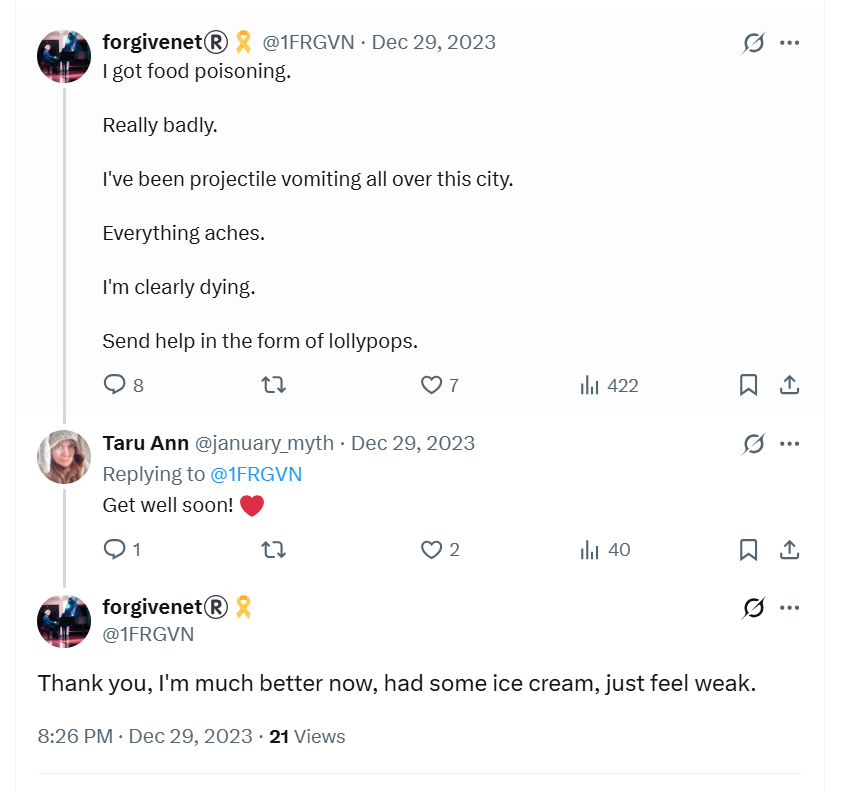 forgivenet®️🎗️ @1FRGVN · Dec 29, 2023
I got food poisoning.
Really badly.
I've been projectile vomiting all over this city.
Everything aches.
I'm clearly dying.
Send help in the form of lollypops.
8 7 422
Taru Ann @january_myth · Dec 29, 2023
Replying to @1FRGVN
Get well soon! ❤️
1 2 40
forgivenet®️🎗️
@1FRGVN
Thank you, I'm much better now, had some ice cream, just feel weak.
8:26 PM · Dec 29, 2023 · 21 Views